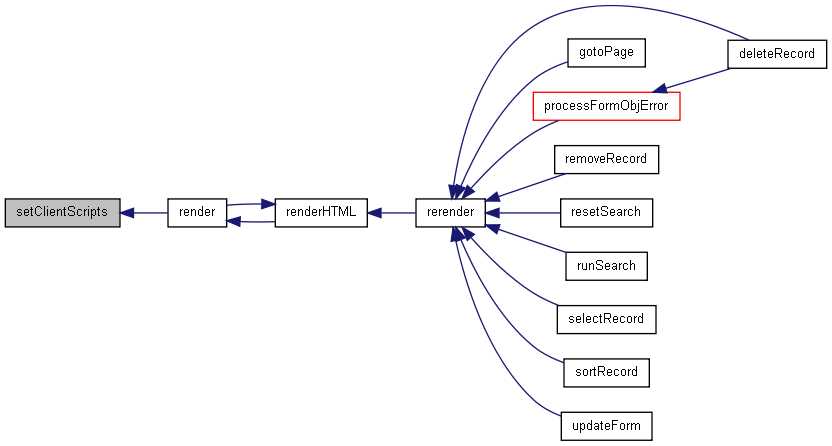 setClientScripts
render
renderHTML
rerender
deleteRecord
gotoPage
processFormObjError
removeRecord
resetSearch
runSearch
selectRecord
sortRecord
updateForm